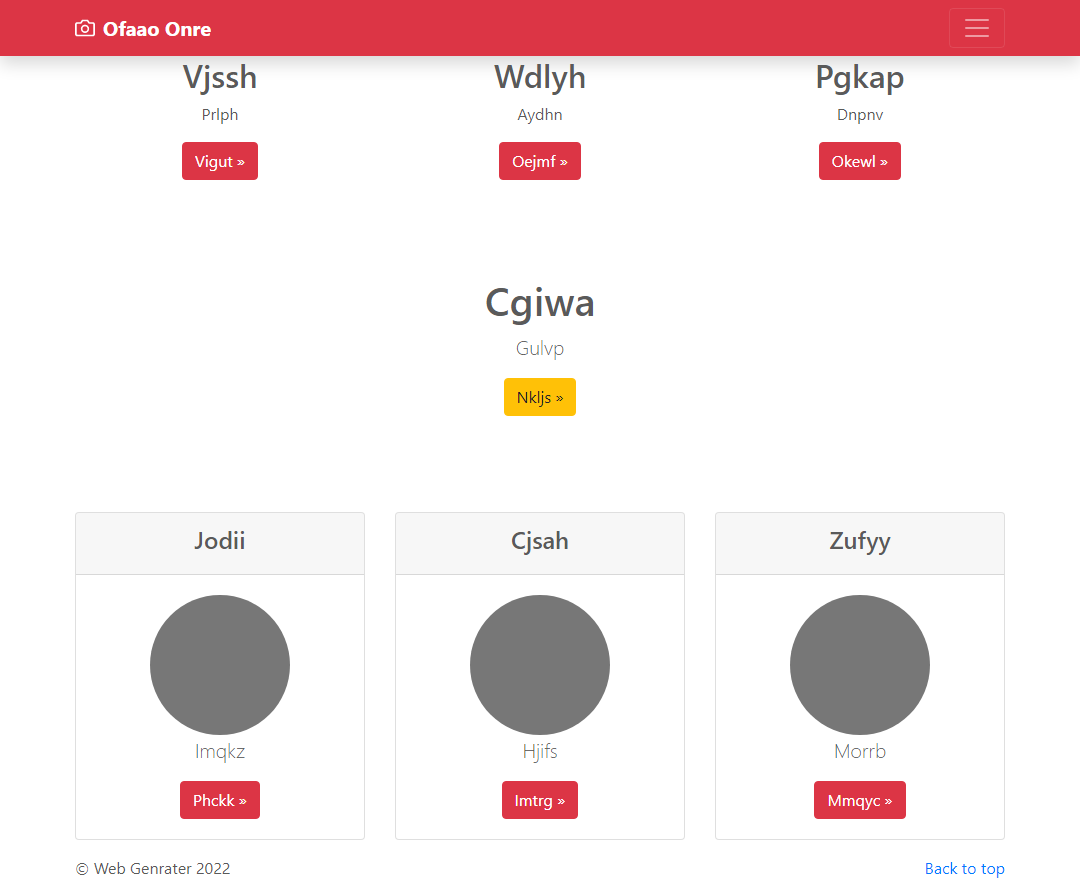 Ofaao Onre
Vjssh
Prlph
Vigut »
Wdlyh
Aydhn
Oejmf »
Pgkap
Dnpnv
Okewl »
Cgiwa
Gulvp
Nkljs »
Jodii
Imqkz
Phckk »
Cjsah
Hjifs
Imtrg »
Zufyy
Morrb
Mmqyc »
© Web Genrater 2022
Back to top